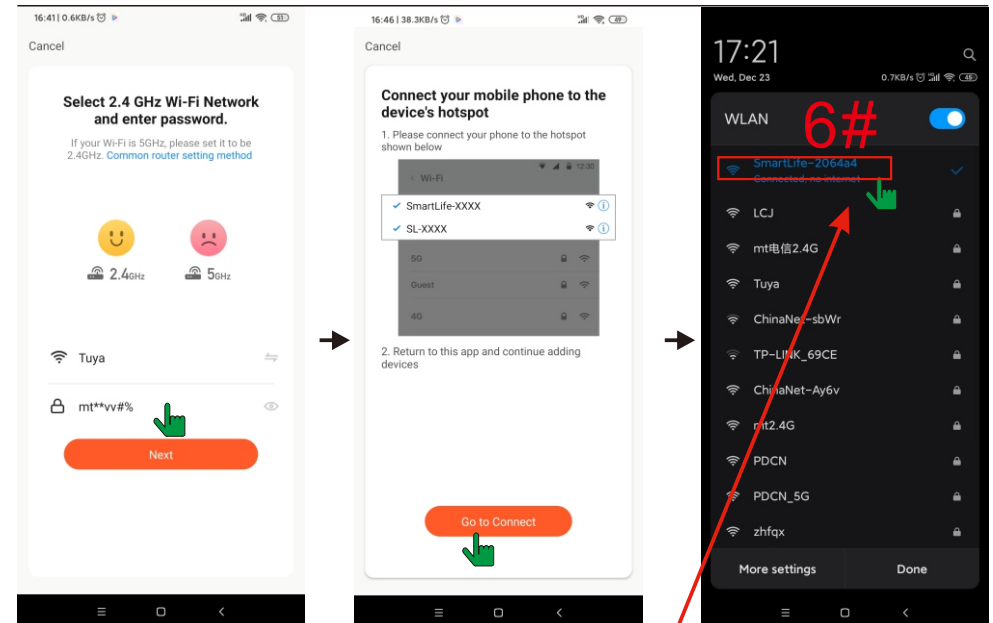 16:41 | 0.6KB/s 51
Cancel
Select 2.4 GHz Wi-Fi Network
and enter password.
If your Wi-Fi is 5GHz, please set it to be
2.4GHz. Common router setting method
2.4GHz 5GHz
Tuya
mt**vv#%
Next
16:46 | 38.3KB/s 49
Cancel
Connect your mobile phone to the
device's hotspot
1. Please connect your phone to the hotspot
shown below
12:00
Wi-Fi
SmartLife-XXXX
SL-XXXX
5G
Guest
4G
2. Return to this app and continue adding
devices
Go to Connect
17:21
Wed, Dec 23 0.7KB/s 45
WLAN
6#
SmartLife-2064a4
Connected, no internet
LCJ
mt电信2.4G
Tuya
ChinaNet-sbWr
TP-LINK_69CE
ChinaNet-Ay6v
mt2.4G
PDCN
PDCN_5G
zhfqx
More settings Done